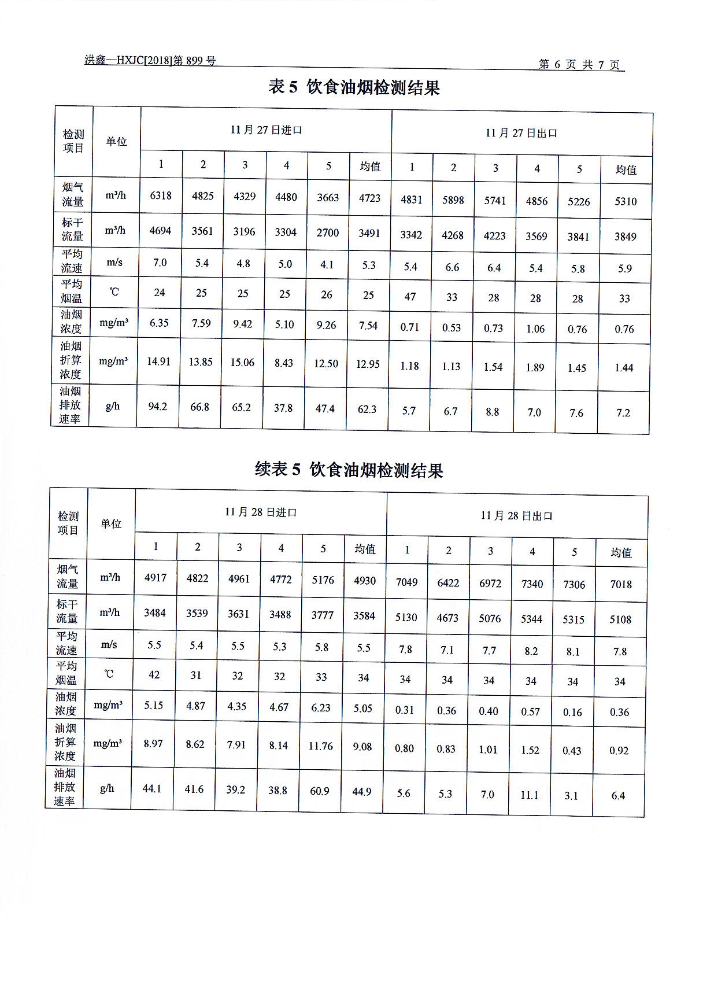 洪鑫—HXJC[2018]第 899 号 第 6 页 共 7 页
表 5 饮食油烟检测结果
检测项目 单位 11 月 27 日进口 11 月 27 日出口
1 2 3 4 5 均值 1 2 3 4 5 均值
烟气流量 m³/h 6318 4825 4329 4480 3663 4723 4831 5898 5741 4856 5226 5310
标干流量 m³/h 4694 3561 3196 3304 2700 3491 3342 4268 4223 3569 3841 3849
平均流速 m/s 7.0 5.4 4.8 5.0 4.1 5.3 5.4 6.6 6.4 5.4 5.8 5.9
平均烟温 ℃ 24 25 25 25 26 25 47 33 28 28 28 33
油烟浓度 mg/m³ 6.35 7.59 9.42 5.10 9.26 7.54 0.71 0.53 0.73 1.06 0.76 0.76
油烟折算浓度 mg/m³ 14.91 13.85 15.06 8.43 12.50 12.95 1.18 1.13 1.54 1.89 1.45 1.44
油烟排放速率 g/h 94.2 66.8 65.2 37.8 47.4 62.3 5.7 6.7 8.8 7.0 7.6 7.2
续表 5 饮食油烟检测结果
检测项目 单位 11 月 28 日进口 11 月 28 日出口
1 2 3 4 5 均值 1 2 3 4 5 均值
烟气流量 m³/h 4917 4822 4961 4772 5176 4930 7049 6422 6972 7340 7306 7018
标干流量 m³/h 3484 3539 3631 3488 3777 3584 5130 4673 5076 5344 5315 5108
平均流速 m/s 5.5 5.4 5.5 5.3 5.8 5.5 7.8 7.1 7.7 8.2 8.1 7.8
平均烟温 ℃ 42 31 32 32 33 34 34 34 34 34 34 34
油烟浓度 mg/m³ 5.15 4.87 4.35 4.67 6.23 5.05 0.31 0.36 0.40 0.57 0.16 0.36
油烟折算浓度 mg/m³ 8.97 8.62 7.91 8.14 11.76 9.08 0.80 0.83 1.01 1.52 0.43 0.92
油烟排放速率 g/h 44.1 41.6 39.2 38.8 60.9 44.9 5.6 5.3 7.0 11.1 3.1 6.4